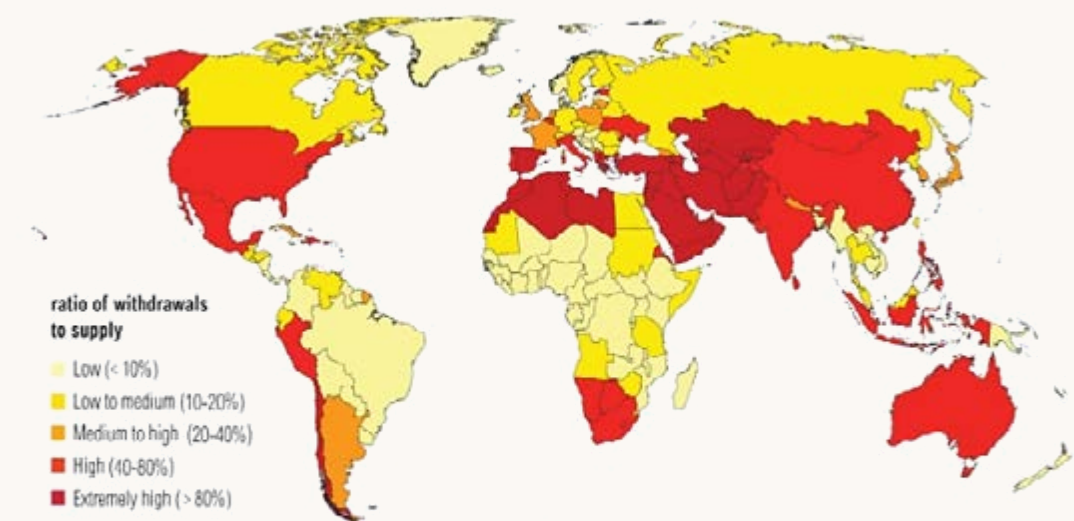 ratio of withdrawals
to supply
Low (< 10%)
Low to medium (10-20%)
Medium to high (20-40%)
High (40-80%)
Extremely high (> 80%)